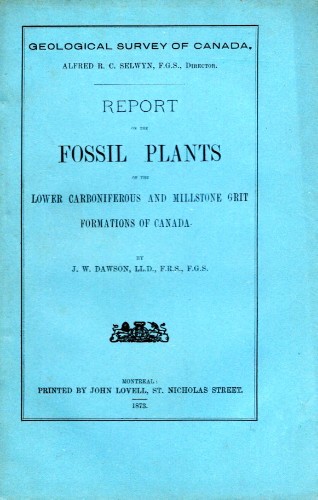 GEOLOGICAL SURVEY OF CANADA,
ALFRED R. C. SELWYN, F.G.S., DIRECTOR.
REPORT
ON THE
FOSSIL PLANTS
OF THE
LOWER CARBONIFEROUS AND MILLSTONE GRIT
FORMATIONS OF CANADA.
BY
J. W. DAWSON, LL.D., F.R.S., F.G.S.
MONTREAL:
PRINTED BY JOHN LOVELL, ST. NICHOLAS STREET.
1873.